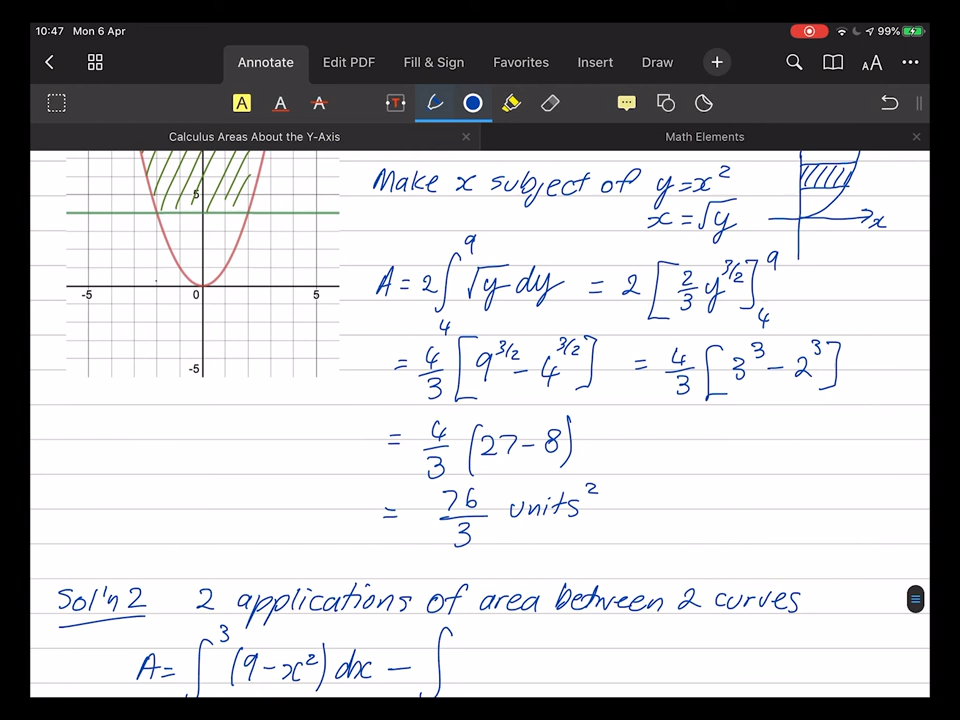 10:47 Mon 6 Apr 99%
Annotate Edit PDF Fill & Sign Favorites Insert Draw
A A A T
Calculus Areas About the Y-Axis Math Elements
Make x subject of y=x²
x = √y
x
5
-5 0 5
-5
A = 2 ∫₄⁹ √y dy = 2 [2/3 y^(3/2)]₄⁹
= 4/3 [9^(3/2) - 4^(3/2)] = 4/3 [3³ - 2³]
= 4/3 (27-8)
= 76/3 units²
Sol'n 2 2 applications of area between 2 curves
A = ∫³ (9-x²) dx - ∫